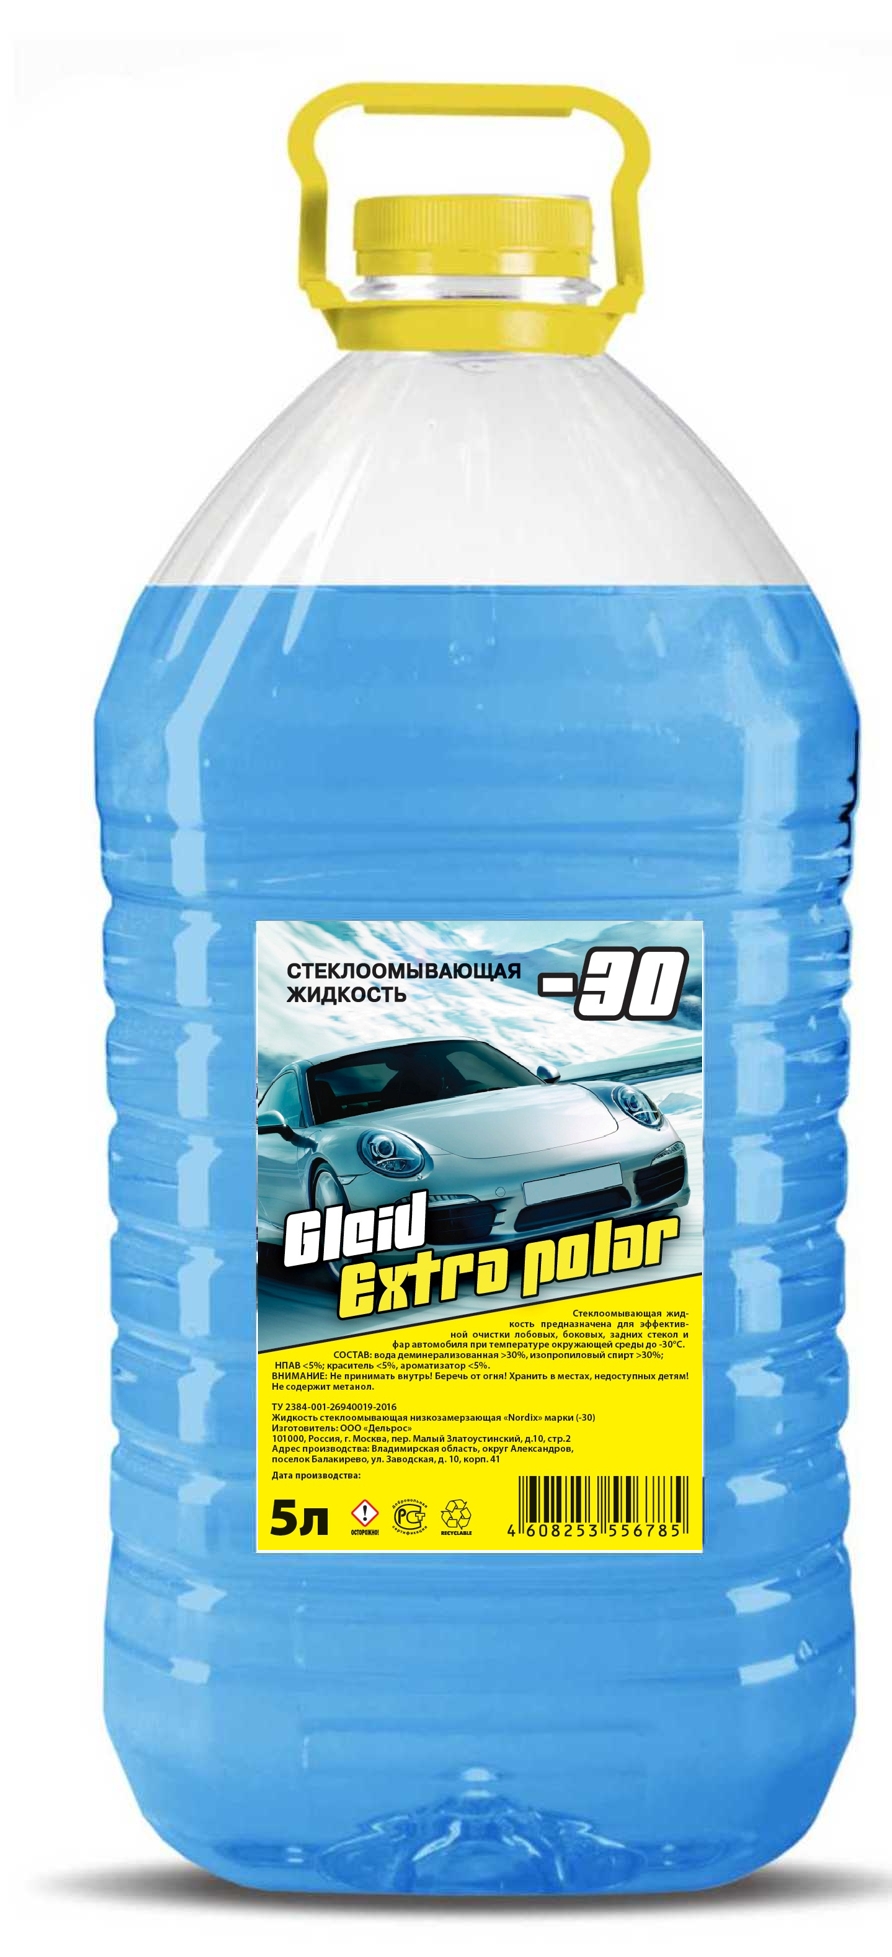 СТЕКЛООМЫВАЮЩАЯ
ЖИДКОСТЬ
-30
Gleid
Extra polar
Стеклоомывающая жид-
кость предназначена для эффектив-
ной очистки лобовых, боковых, задних стекол и
фар автомобиля при температуре окружающей среды до -30°С.
СОСТАВ: вода деминерализованная >30%, изопропиловый спирт >30%;
НПАВ <5%; краситель <5%, ароматизатор <5%.
ВНИМАНИЕ: Не принимать внутрь! Беречь от огня! Хранить в местах, недоступных детям!
Не содержит метанол.
ТУ 2384-001-26940019-2016
Жидкость стеклоомывающая низкозамерзающая «Nordix» марки (-30)
Изготовитель: ООО «Дельрос»
101000, Россия, г. Москва, пер. Малый Златоустинский, д.10, стр.2
Адрес производства: Владимирская область, округ Александров,
поселок Балакирево, ул. Заводская, д. 10, корп. 41
Дата производства:
5л
ОСТОРОЖНО!
Добровольная
РСТ
сертификация
RECYCLABLE
4 608253 556785